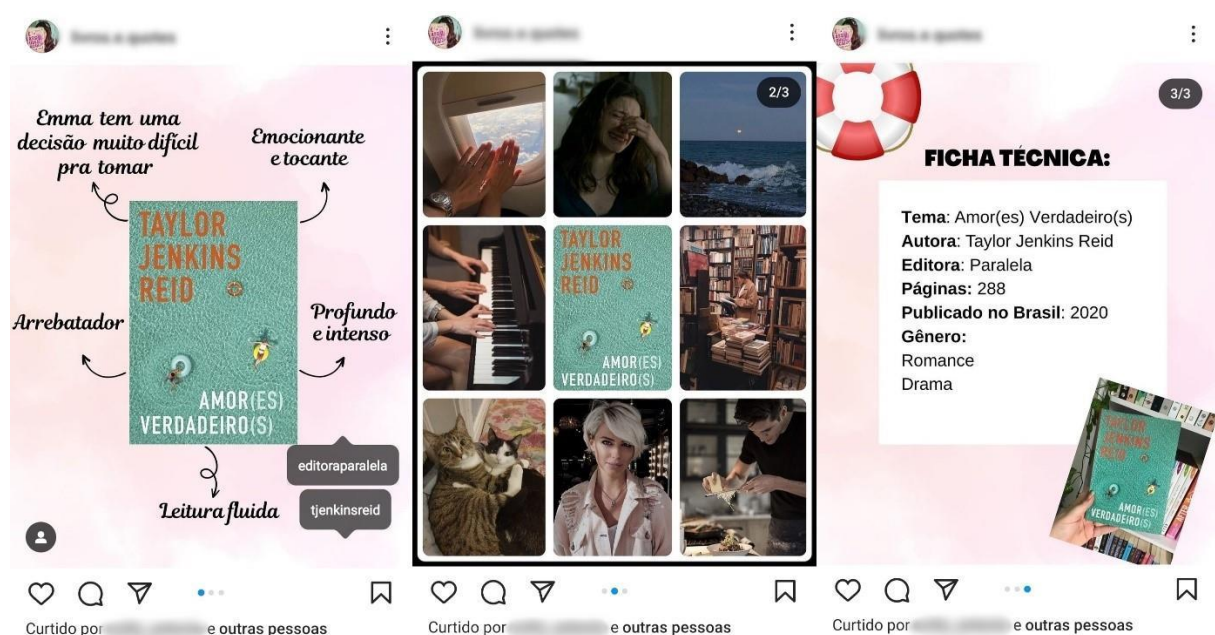 Emma tem uma
decisão muito difícil
pra tomar
Emocionante
e tocante
TAYLOR
JENKINS
REID
Arrebatador
Profundo
e intenso
AMOR(ES)
VERDADEIRO(S)
editoraparalela
Leitura fluida
tjenkinsreid
Curtido por
e outras pessoas
2/3
TAYLOR
JENKINS
REID
AMOR(ES)
VERDADEIRO(S)
Curtido por
e outras pessoas
3/3
FICHA TÉCNICA:
Tema: Amor(es) Verdadeiro(s)
Autora: Taylor Jenkins Reid
Editora: Paralela
Páginas: 288
Publicado no Brasil: 2020
Gênero:
Romance
Drama
TAYLOR
JENKINS
REID
AMOR(ES)
VERDADEIRO(S)
Curtido por
e outras pessoas